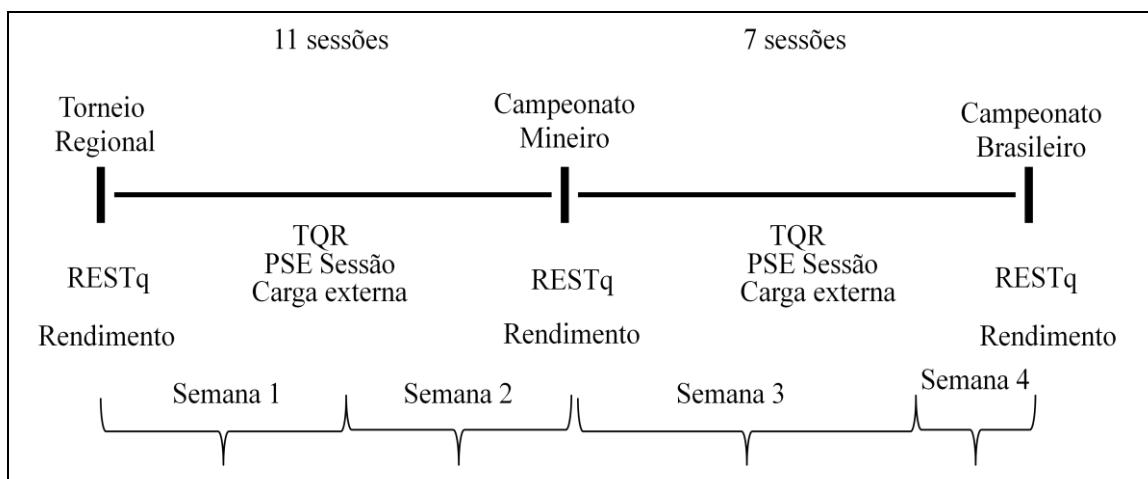 11 sessões
7 sessões
Torneio
Regional
Campeonato
Mineiro
Campeonato
Brasileiro
TQR
PSE Sessão
Carga externa
TQR
PSE Sessão
Carga externa
RESTq
Rendimento
RESTq
Rendimento
RESTq
Rendimento
Semana 1
Semana 2
Semana 3
Semana 4